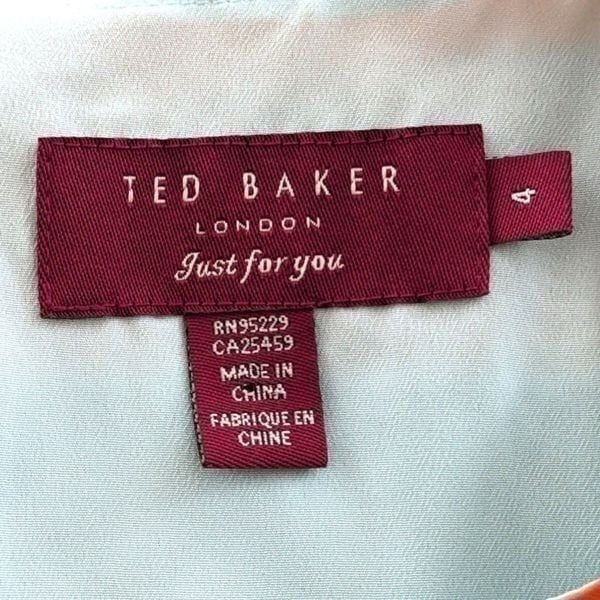 TED BAKER
LONDON
Just for you
4
RN95229
CA25459
MADE IN
CHINA
FABRIQUE EN
CHINE